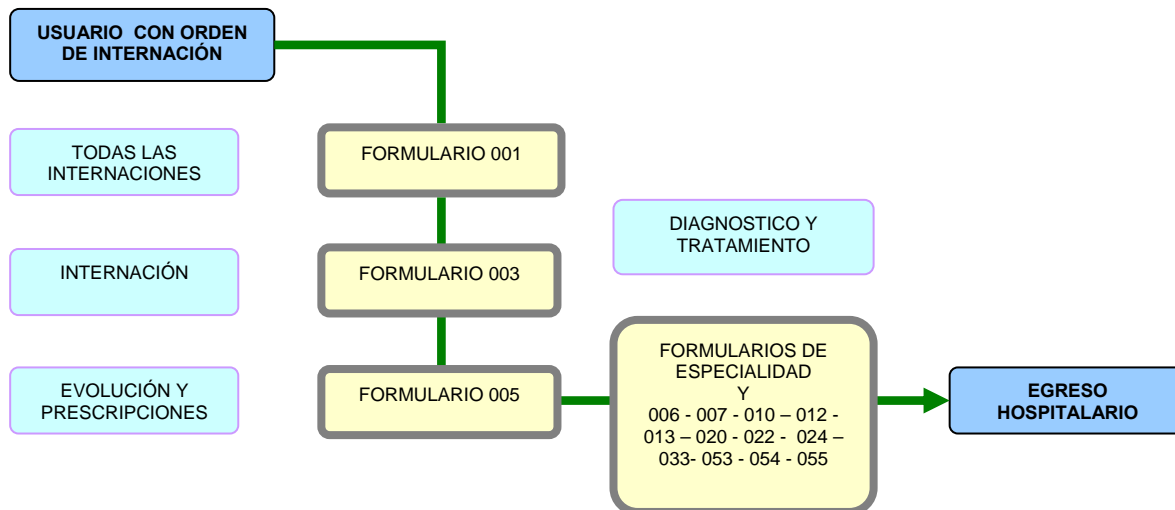 USUARIO CON ORDEN
DE INTERNACIÓN
TODAS LAS
INTERNACIONES
FORMULARIO 001
DIAGNOSTICO Y
TRATAMIENTO
INTERNACIÓN
FORMULARIO 003
EVOLUCIÓN Y
PRESCRIPCIONES
FORMULARIO 005
FORMULARIOS DE
ESPECIALIDAD
Y
006 - 007 - 010 – 012 -
013 – 020 - 022 - 024 –
033- 053 - 054 - 055
EGRESO
HOSPITALARIO